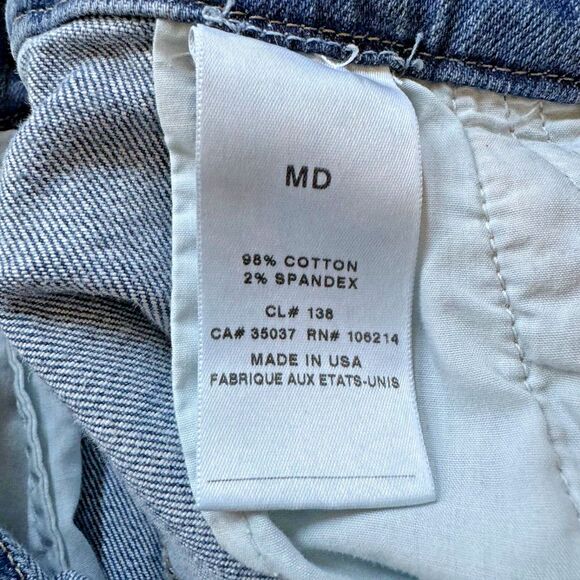 MD
98% COTTON
2% SPANDEX
CL# 138
CA# 35037 RN# 106214
MADE IN USA
FABRIQUE AUX ETATS-UNIS